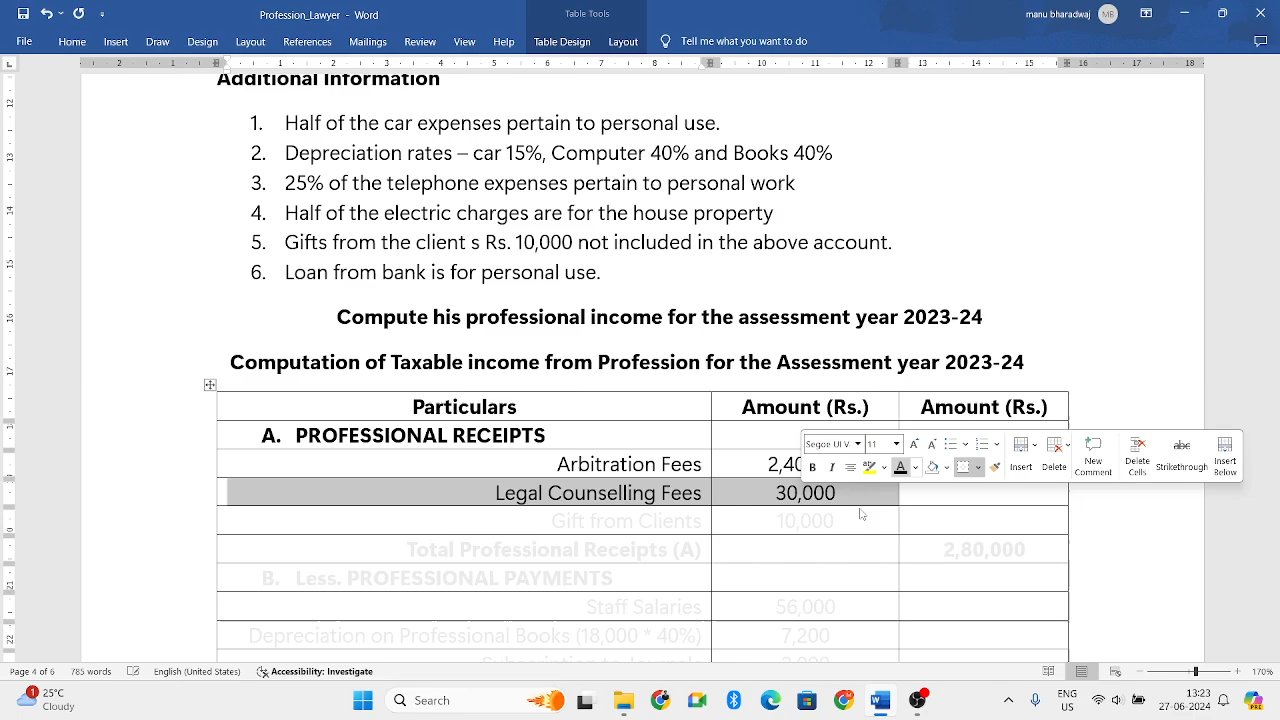 Profession_Lawyer - Word
Table Tools
manu bharadwaj
MB
File Home Insert Draw Design Layout References Mailings Review View Help Table Design Layout Tell me what you want to do
Additional Information
1. Half of the car expenses pertain to personal use.
2. Depreciation rates – car 15%, Computer 40% and Books 40%
3. 25% of the telephone expenses pertain to personal work
4. Half of the electric charges are for the house property
5. Gifts from the client s Rs. 10,000 not included in the above account.
6. Loan from bank is for personal use.
Compute his professional income for the assessment year 2023-24
Computation of Taxable income from Profession for the Assessment year 2023-24
Particulars Amount (Rs.) Amount (Rs.)
A. PROFESSIONAL RECEIPTS
Arbitration Fees 2,40
Legal Counselling Fees 30,000
Gift from Clients 10,000
Total Professional Receipts (A) 2,80,000
B. Less. PROFESSIONAL PAYMENTS
Staff Salaries 56,000
Depreciation on Professional Books (18,000 * 40%) 7,200
Segoe UI V 11
Insert Delete New Comment Delete Cells Strikethrough Insert Below
Page 4 of 6 785 words English (United States) Accessibility: Investigate 170%
25°C
Cloudy
Search
ENG
US
13:23
27-06-2024